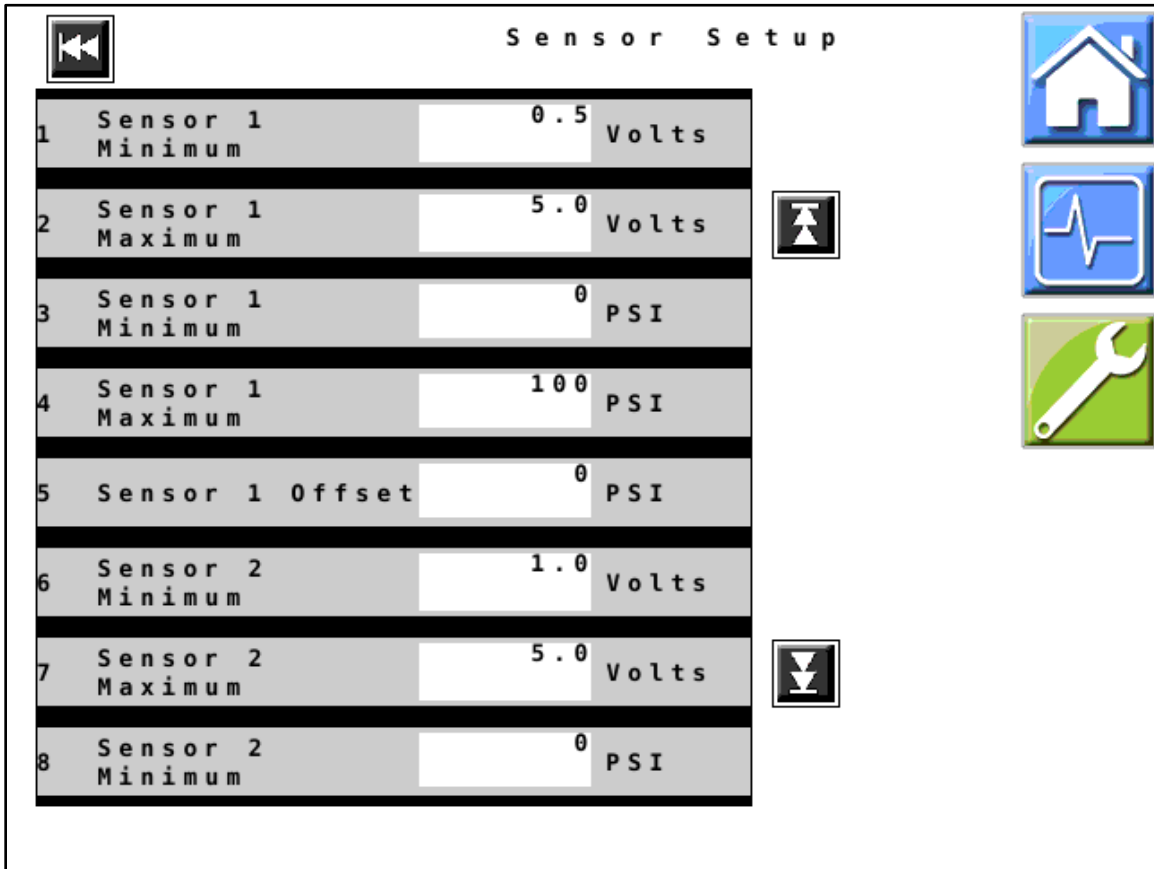 Sensor Setup
1 Sensor 1 0.5 Volts
Minimum
2 Sensor 1 5.0 Volts
Maximum
3 Sensor 1 0 PSI
Minimum
4 Sensor 1 100 PSI
Maximum
5 Sensor 1 Offset 0 PSI
6 Sensor 2 1.0 Volts
Minimum
7 Sensor 2 5.0 Volts
Maximum
8 Sensor 2 0 PSI
Minimum